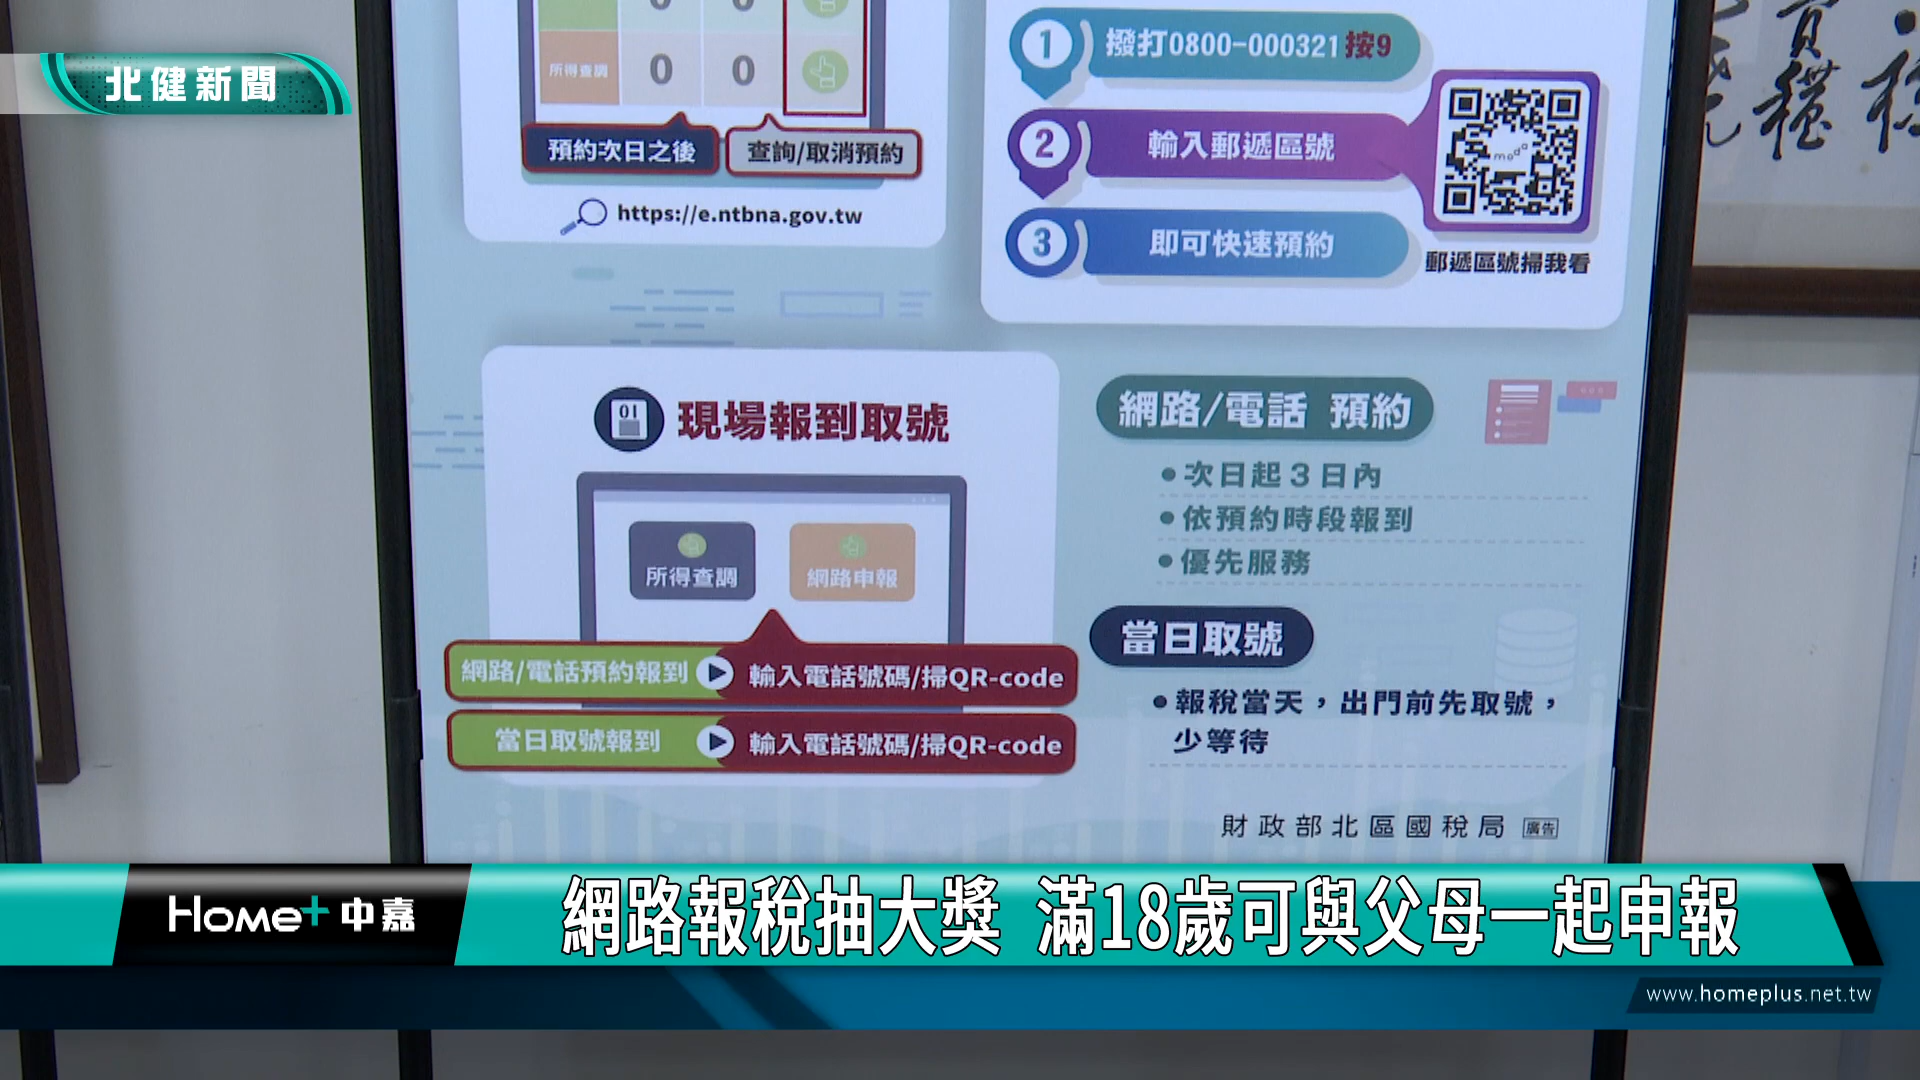 北健新聞
0 0
所得查調 0 0
預約次日之後
查詢/取消預約
https://e.ntbna.gov.tw
1 撥打0800-000321按9
2 輸入郵遞區號
3 即可快速預約
moda
郵遞區號掃我看
01 現場報到取號
所得查調
網路申報
網路/電話預約報到 輸入電話號碼/掃QR-code
當日取號報到 輸入電話號碼/掃QR-code
網路/電話 預約
●次日起3日內
●依預約時段報到
●優先服務
當日取號
●報稅當天，出門前先取號，
少等待
財政部北區國稅局 廣告
Home+中嘉
網路報稅抽大獎 滿18歲可與父母一起申報
www.homeplus.net.tw